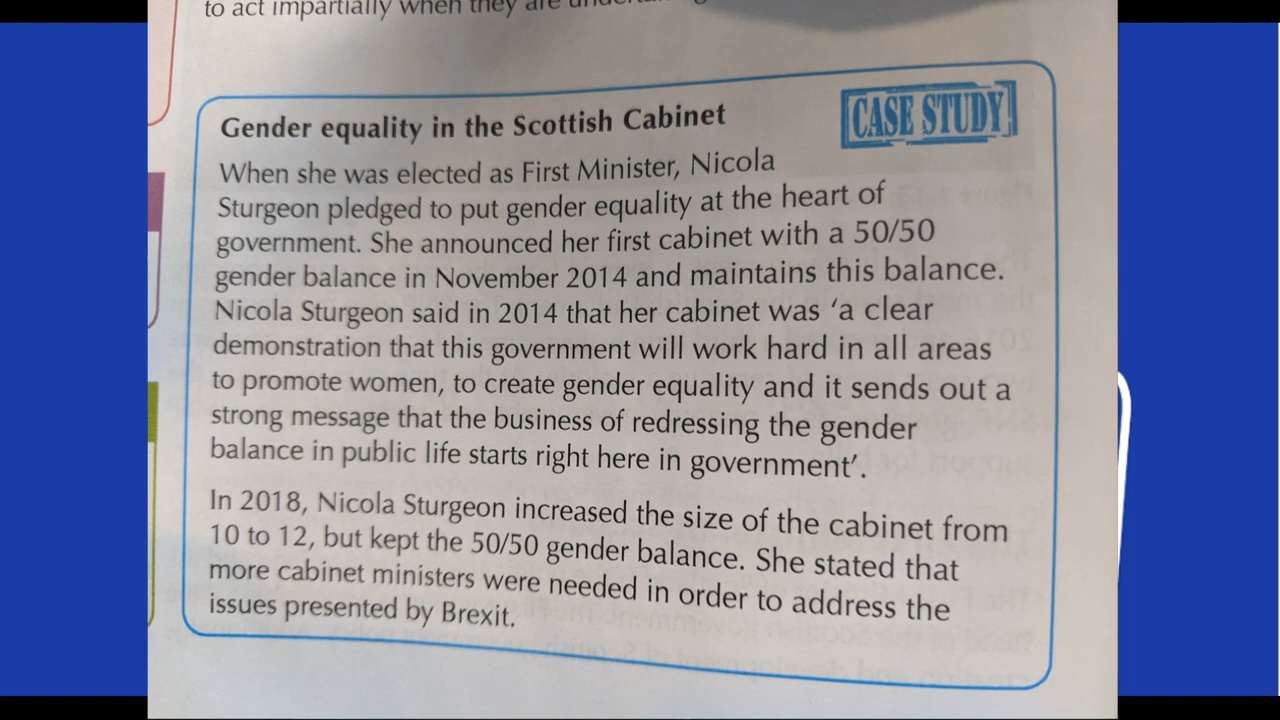 to act impartially when they are
Gender equality in the Scottish Cabinet
CASE STUDY
When she was elected as First Minister, Nicola
Sturgeon pledged to put gender equality at the heart of
government. She announced her first cabinet with a 50/50
gender balance in November 2014 and maintains this balance.
Nicola Sturgeon said in 2014 that her cabinet was ‘a clear
demonstration that this government will work hard in all areas
to promote women, to create gender equality and it sends out a
strong message that the business of redressing the gender
balance in public life starts right here in government’.
In 2018, Nicola Sturgeon increased the size of the cabinet from
10 to 12, but kept the 50/50 gender balance. She stated that
more cabinet ministers were needed in order to address the
issues presented by Brexit.